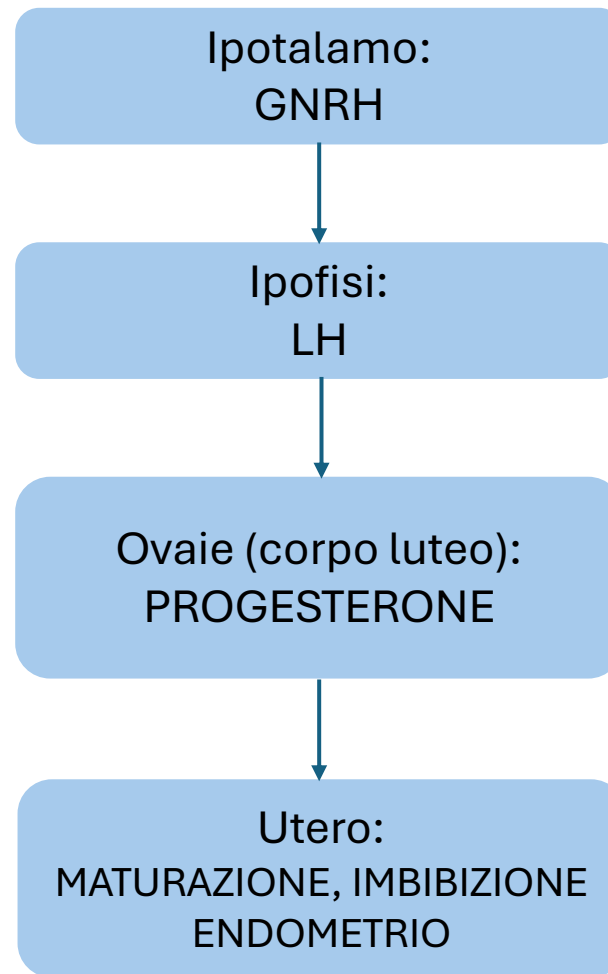 Ipotalamo:
GNRH
Ipofisi:
LH
Ovaie (corpo luteo):
PROGESTERONE
Utero:
MATURAZIONE, IMBIBIZIONE
ENDOMETRIO